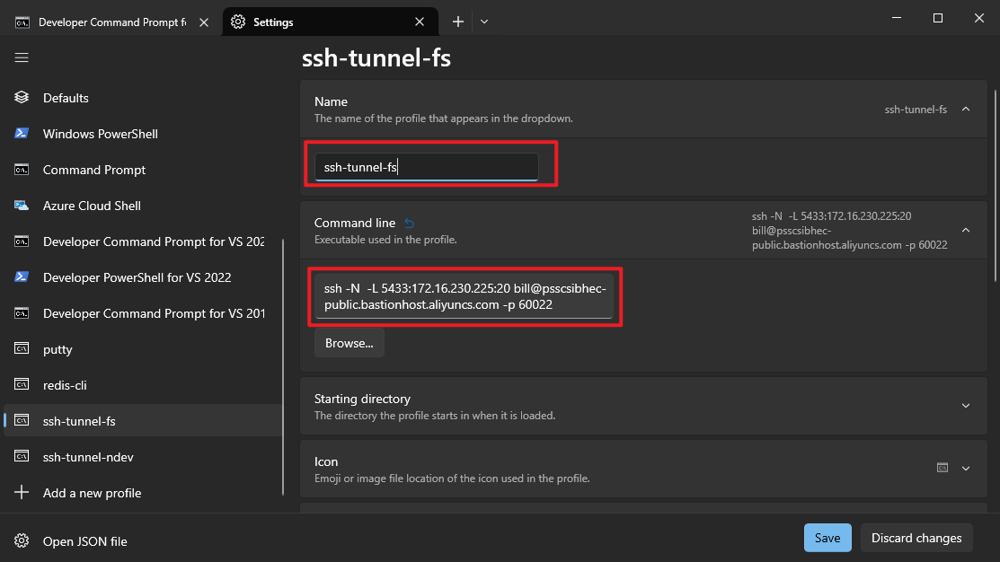 Developer Command Prompt f
Settings
ssh-tunnel-fs
Defaults
Windows PowerShell
Command Prompt
Azure Cloud Shell
Developer Command Prompt for VS 202
Developer PowerShell for VS 2022
Developer Command Prompt for VS 201
putty
redis-cli
ssh-tunnel-fs
ssh-tunnel-ndev
Add a new profile
Open JSON file
Name
The name of the profile that appears in the dropdown.
ssh-tunnel-fs
ssh-tunnel-fs
Command line
Executable used in the profile.
ssh -N  -L 5433:172.16.230.225:20
bill@psscsibhec-
public.bastionhost.aliyuncs.com -p 60022
ssh -N  -L 5433:172.16.230.225:20 bill@psscsibhec-
public.bastionhost.aliyuncs.com -p 60022
Browse...
Starting directory
The directory the profile starts in when it is loaded.
Icon
Emoji or image file location of the icon used in the profile.
Save
Discard changes